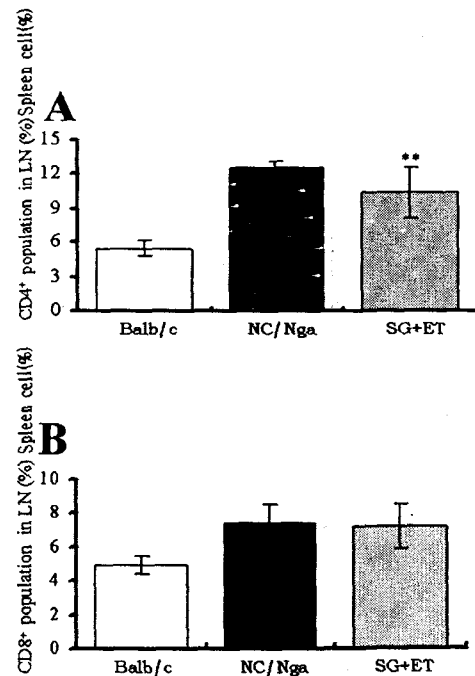 A
CD4⁺ population in LN (%) Spleen cell(%)
15
12
9
6
3
0
**
Balb/c
NC/Nga
SG+ET
B
CD8⁺ population in LN (%) Spleen cell(%)
10
8
6
4
2
0
Balb/c
NC/Nga
SG+ET